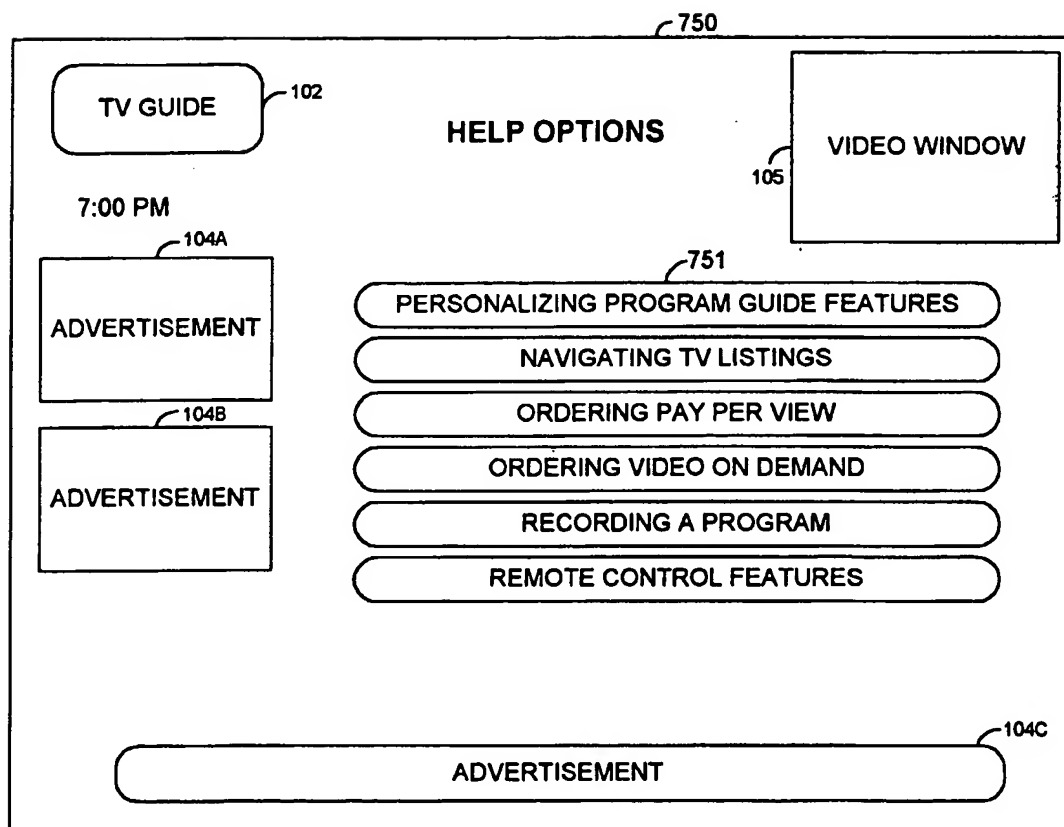 750
TV GUIDE
102
HELP OPTIONS
VIDEO WINDOW
105
7:00 PM
104A
ADVERTISEMENT
104B
ADVERTISEMENT
751
PERSONALIZING PROGRAM GUIDE FEATURES
NAVIGATING TV LISTINGS
ORDERING PAY PER VIEW
ORDERING VIDEO ON DEMAND
RECORDING A PROGRAM
REMOTE CONTROL FEATURES
104C
ADVERTISEMENT